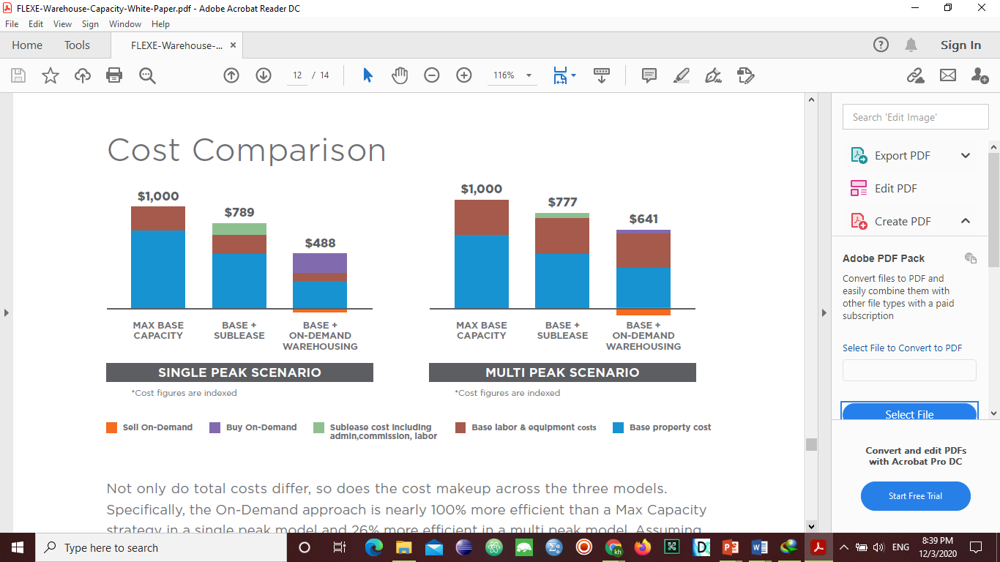 FLEXE-Warehouse-Capacity-White-Paper.pdf - Adobe Acrobat Reader DC
File Edit View Sign Window Help
Home Tools FLEXE-Warehouse-... × Sign In
12 / 14 116%
Cost Comparison
$1,000
$789
$488
MAX BASE CAPACITY
BASE + SUBLEASE
BASE + ON-DEMAND WAREHOUSING
SINGLE PEAK SCENARIO
*Cost figures are indexed
$1,000
$777
$641
MAX BASE CAPACITY
BASE + SUBLEASE
BASE + ON-DEMAND WAREHOUSING
MULTI PEAK SCENARIO
*Cost figures are indexed
Sell On-Demand
Buy On-Demand
Sublease cost including
admin,commission, labor
Base labor & equipment costs
Base property cost
Not only do total costs differ, so does the cost makeup across the three models.
Specifically, the On-Demand approach is nearly 100% more efficient than a Max Capacity
strategy in a single peak model and 26% more efficient in a multi peak model. Assuming
Search 'Edit Image'
Export PDF
Edit PDF
Create PDF
Adobe PDF Pack
Convert files to PDF and
easily combine them with
other file types with a paid
subscription
Select File to Convert to PDF
Select File
Convert and edit PDFs
with Acrobat Pro DC
Start Free Trial
Type here to search
kh
ENG
8:39 PM
12/3/2020